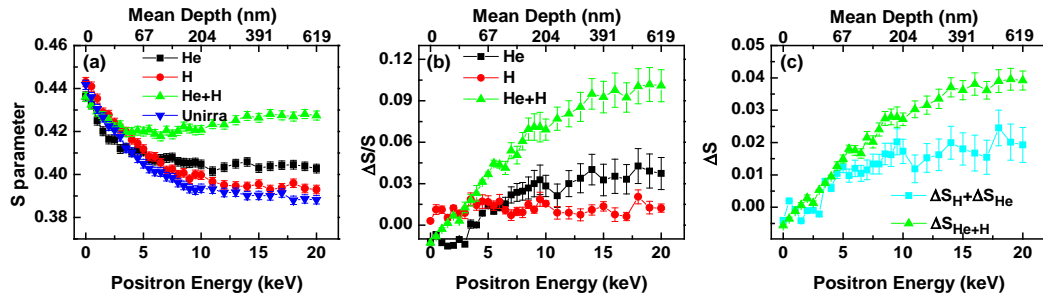 Mean Depth (nm)
0 67 204 391 619
0.46
0.44
0.42
0.40
0.38
S parameter
(a)
He
H
He+H
Unirra
0 5 10 15 20
Positron Energy (keV)
Mean Depth (nm)
0 67 204 391 619
0.12
0.09
0.06
0.03
0.00
ΔS/S
(b)
He
H
He+H
0 5 10 15 20
Positron Energy (keV)
Mean Depth (nm)
0 67 204 391 619
0.05
0.04
0.03
0.02
0.01
0.00
ΔS
(c)
ΔS_H+ΔS_He
ΔS_He+H
0 5 10 15 20
Positron Energy (keV)